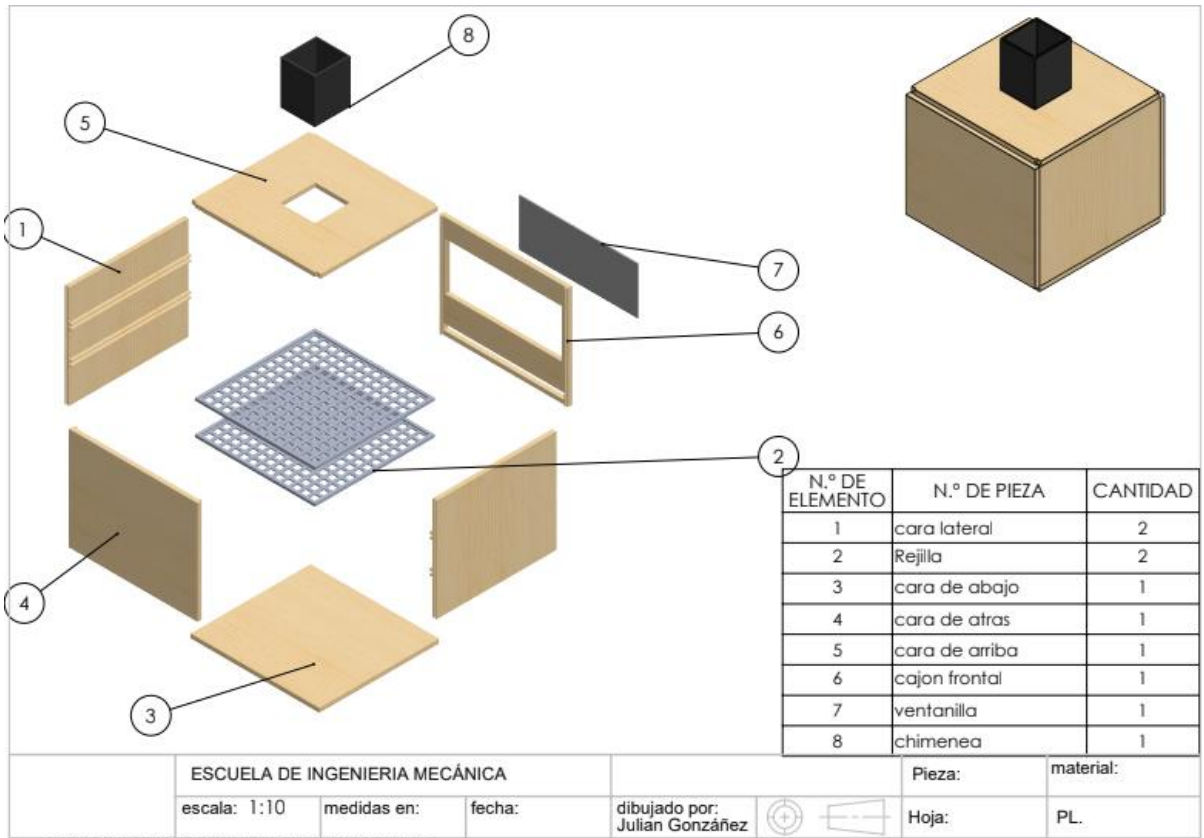 8
5
1
7
6
2
4
3
N.º DE ELEMENTO N.º DE PIEZA CANTIDAD
1 cara lateral 2
2 Rejilla 2
3 cara de abajo 1
4 cara de atras 1
5 cara de arriba 1
6 cajon frontal 1
7 ventanilla 1
8 chimenea 1
ESCUELA DE INGENIERIA MECÁNICA
Pieza:
material:
escala: 1:10
medidas en:
fecha:
dibujado por:
Julian Gonzáñez
Hoja:
PL.